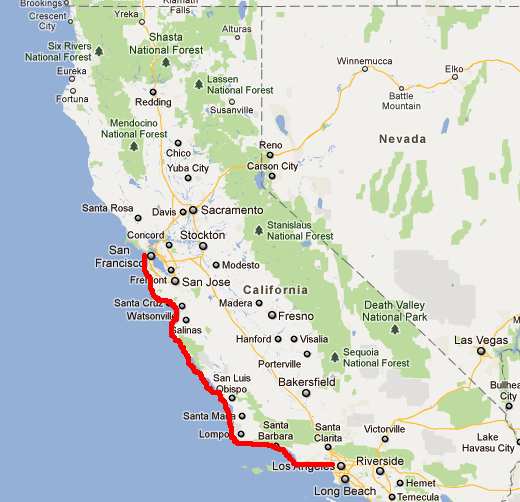 Brookings
Klamath
Falls
Crescent
City
Yreka
Alturas
Shasta
National Forest
Six Rivers
National Forest
Eureka
Fortuna
Redding
Lassen
National Forest
Susanville
Winnemucca
Elko
Battle
Mountain
Mendocino
National Forest
Chico
Yuba City
Reno
Carson City
Nevada
Santa Rosa
Davis
Sacramento
Stanislaus
National Forest
Concord
Stockton
San
Francisco
Modesto
Fremont
San Jose
California
Santa Cruz
Watsonville
Madera
Fresno
Death Valley
National Park
Salinas
Hanford
Visalia
Las Vegas
Porterville
Sequoia
National Forest
San Luis
Obispo
Bakersfield
Bullhead
City
Santa Maria
Lompoc
Santa
Barbara
Santa
Clarita
Victorville
Lake
Havasu City
Los Angeles
Riverside
Long Beach
Hemet
Temecula